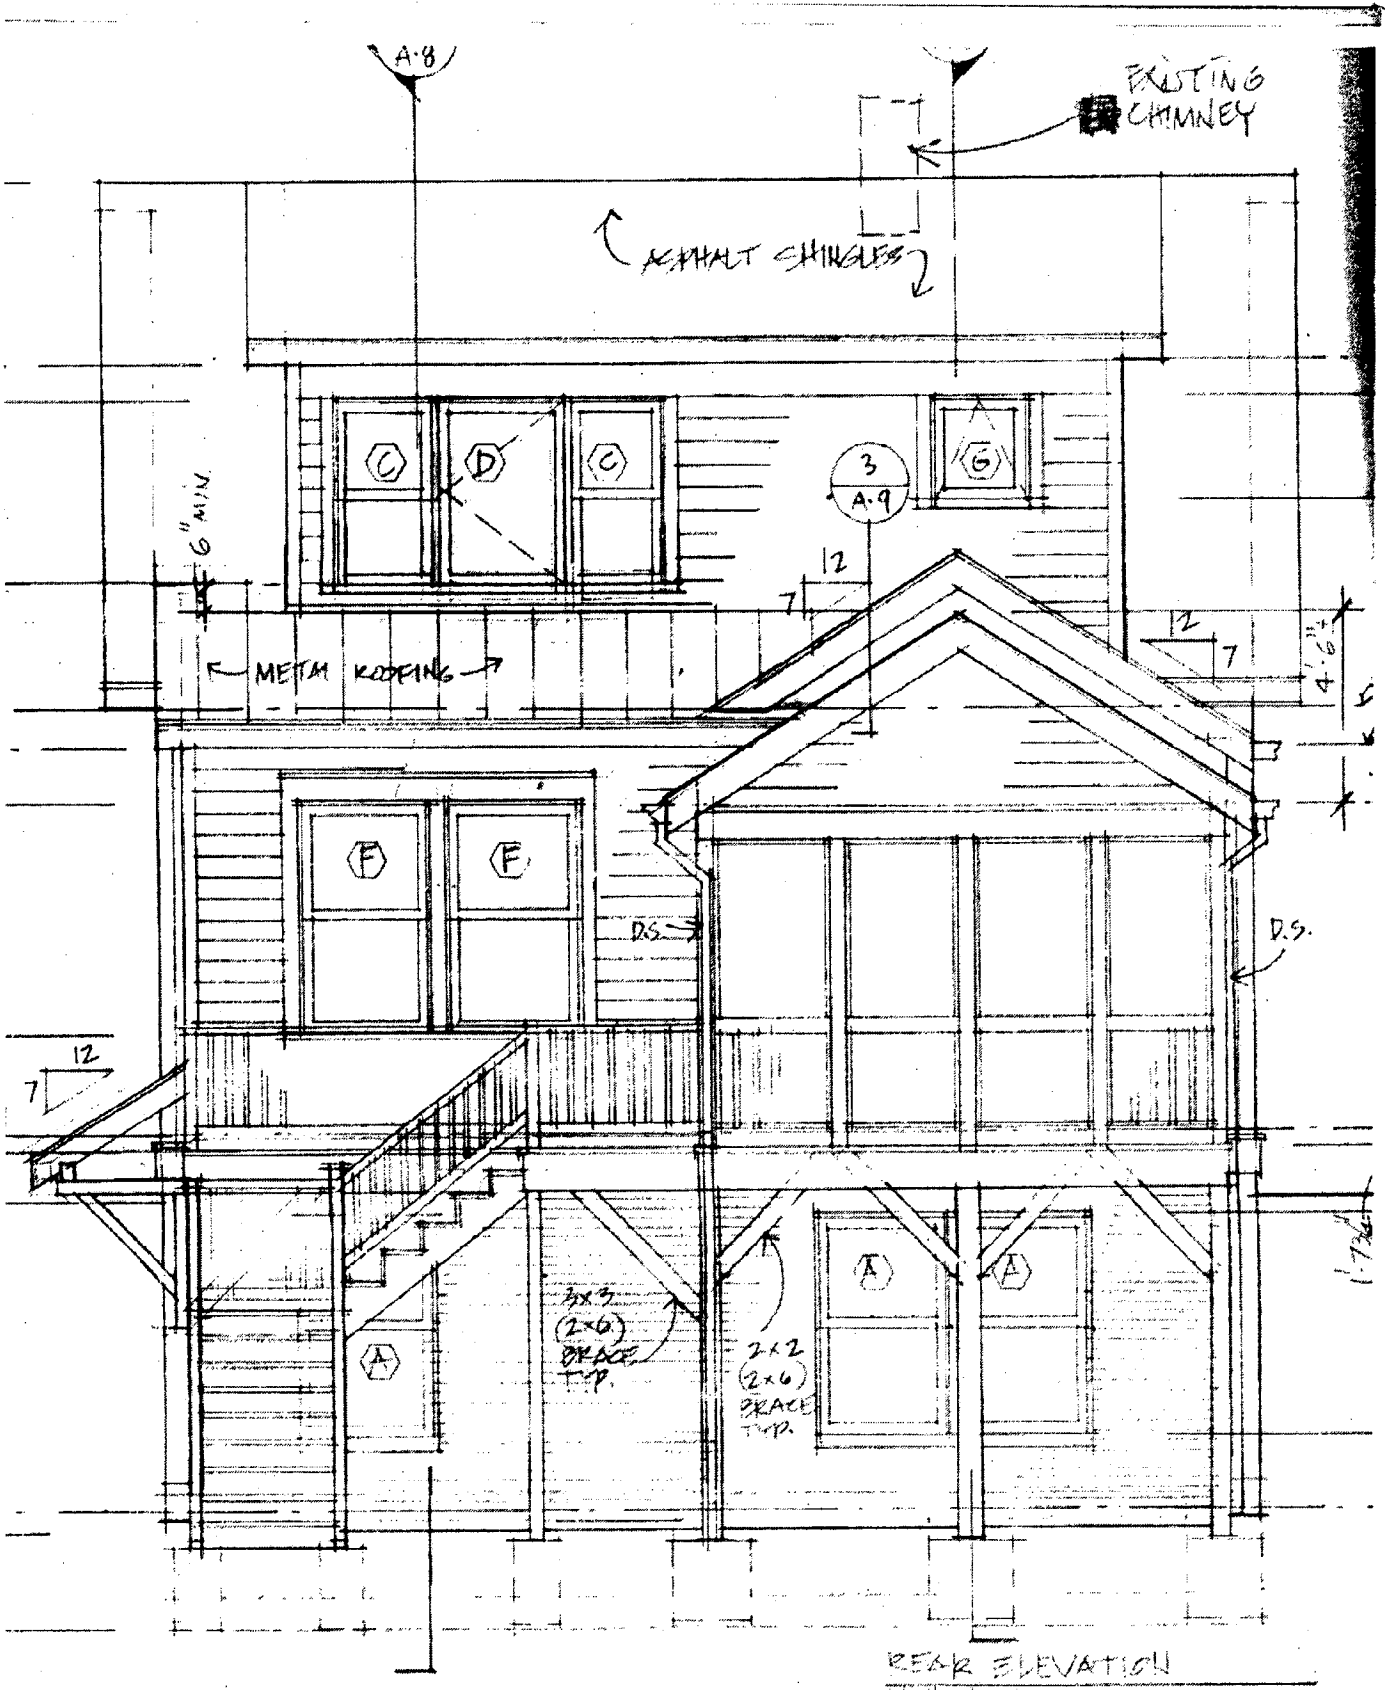 A·8
EXISTING
CHIMNEY
ASPHALT SHINGLES
C
D
C
G
3
A·9
6" MIN.
12
7
12
7
4'-6"±
METAL ROOFING
F
F
D.S.
D.S.
12
7
A
A
A
3x3
(2x6)
BRACE
TYP.
2x2
(2x6)
BRACE
TYP.
REAR ELEVATION